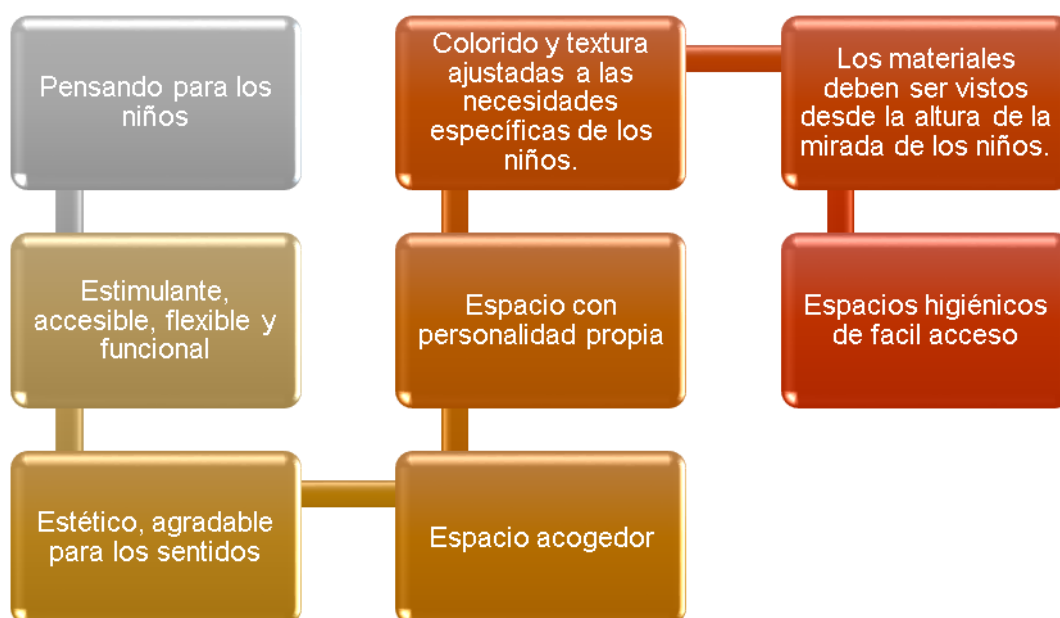 Pensando para los
niños
Estimulante,
accesible, flexible y
funcional
Estético, agradable
para los sentidos
Espacio acogedor
Espacio con
personalidad propia
Colorido y textura
ajustadas a las
necesidades
específicas de los
niños.
Los materiales
deben ser vistos
desde la altura de la
mirada de los niños.
Espacios higiénicos
de facil acceso